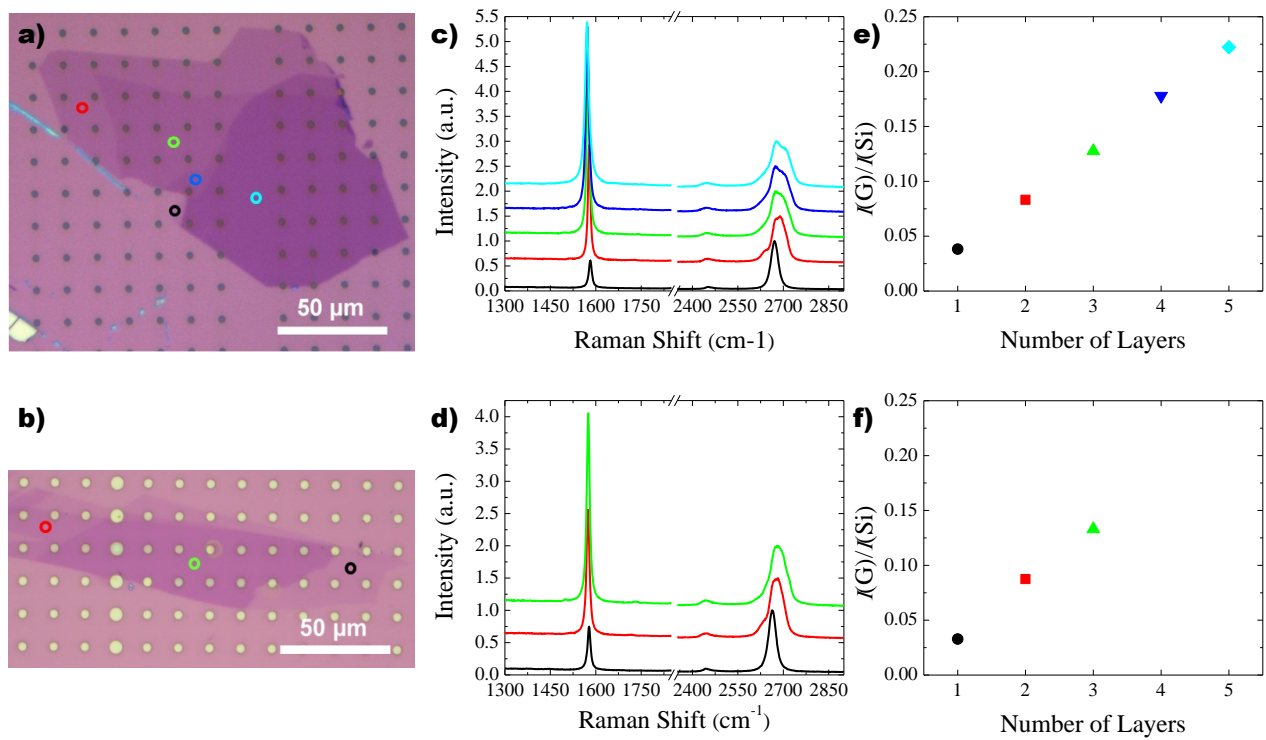 a)
50 µm
c)
5.5
5.0
4.5
4.0
3.5
3.0
2.5
2.0
1.5
1.0
0.5
0.0
Intensity (a.u.)
1300 1450 1600 1750 2400 2550 2700 2850
Raman Shift (cm-1)
e)
0.25
0.20
0.15
0.10
0.05
0.00
I(G)/I(Si)
1 2 3 4 5
Number of Layers
b)
50 µm
d)
4.0
3.5
3.0
2.5
2.0
1.5
1.0
0.5
0.0
Intensity (a.u.)
1300 1450 1600 1750 2400 2550 2700 2850
Raman Shift (cm⁻¹)
f)
0.25
0.20
0.15
0.10
0.05
0.00
I(G)/I(Si)
1 2 3 4 5
Number of Layers